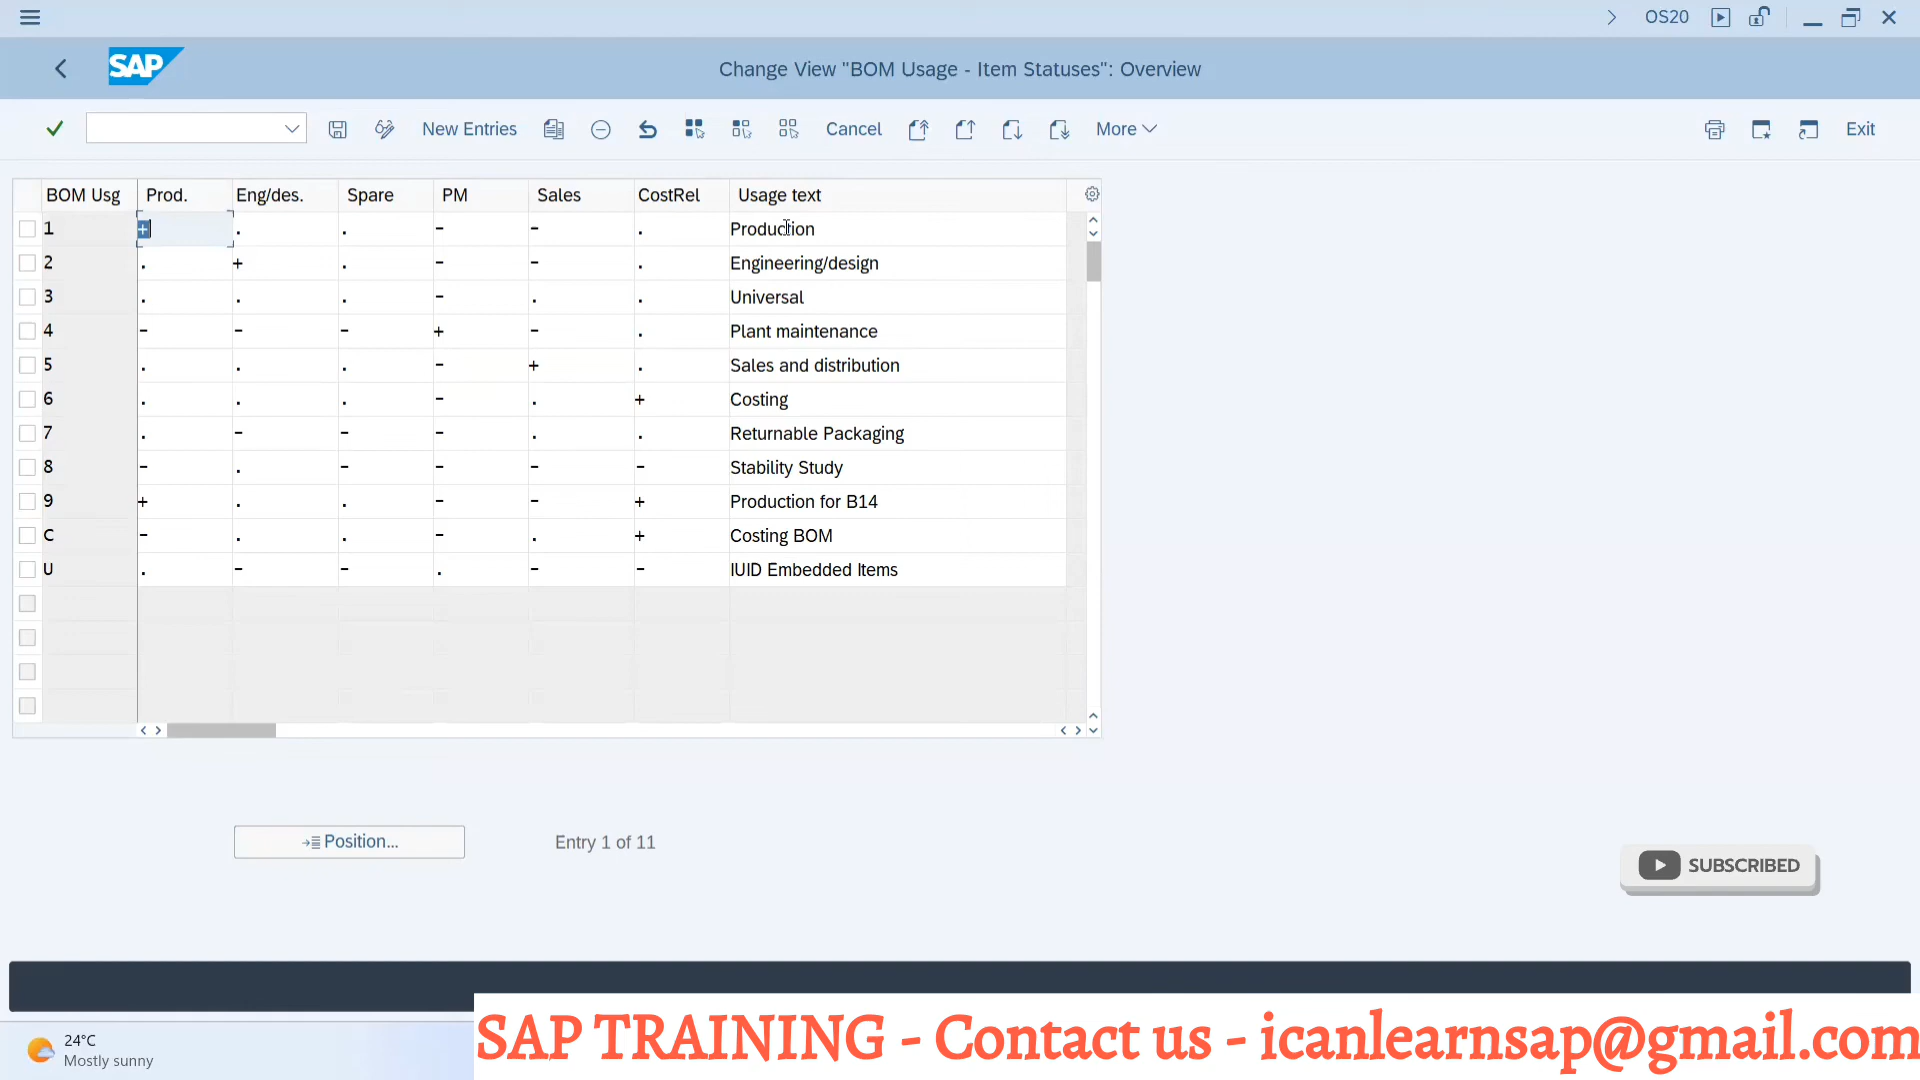 OS20
SAP
Change View "BOM Usage - Item Statuses": Overview
New Entries Cancel More Exit
BOM Usg Prod. Eng/des. Spare PM Sales CostRel Usage text
1 + . . - - . Production
2 . + . - - . Engineering/design
3 . . . - . . Universal
4 - - - + - . Plant maintenance
5 . . . - + . Sales and distribution
6 . . . - . + Costing
7 . - - - . . Returnable Packaging
8 - . - - - - Stability Study
9 + . . - - + Production for B14
C - . . - . + Costing BOM
U . - - . - - IUID Embedded Items
Position... Entry 1 of 11
SUBSCRIBED
24°C
Mostly sunny
SAP TRAINING - Contact us - icanlearnsap@gmail.com